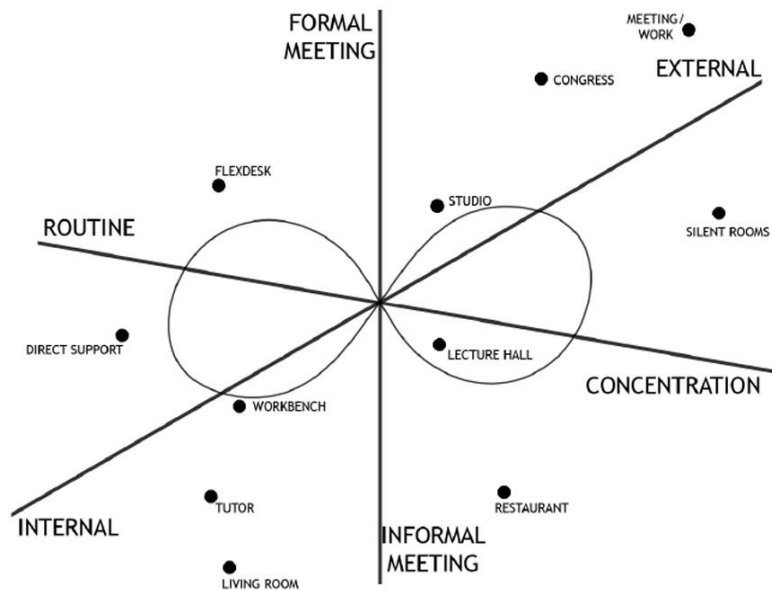 FORMAL
MEETING
MEETING/
WORK
EXTERNAL
CONGRESS
FLEXDESK
STUDIO
ROUTINE
SILENT ROOMS
DIRECT SUPPORT
LECTURE HALL
CONCENTRATION
WORKBENCH
TUTOR
RESTAURANT
INTERNAL
INFORMAL
MEETING
LIVING ROOM